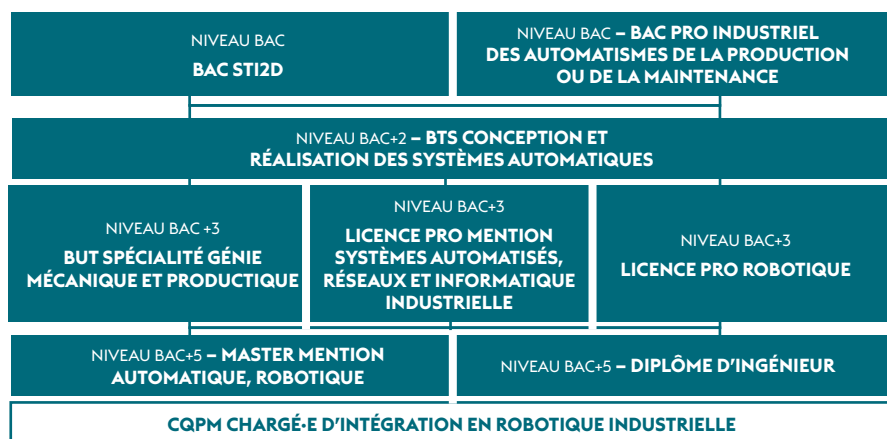 NIVEAU BAC
BAC STI2D
NIVEAU BAC – BAC PRO INDUSTRIEL
DES AUTOMATISMES DE LA PRODUCTION
OU DE LA MAINTENANCE
NIVEAU BAC+2 – BTS CONCEPTION ET
RÉALISATION DES SYSTÈMES AUTOMATIQUES
NIVEAU BAC +3
BUT SPÉCIALITÉ GÉNIE
MÉCANIQUE ET PRODUCTIQUE
NIVEAU BAC+3
LICENCE PRO MENTION
SYSTÈMES AUTOMATISÉS,
RÉSEAUX ET INFORMATIQUE
INDUSTRIELLE
NIVEAU BAC+3
LICENCE PRO ROBOTIQUE
NIVEAU BAC+5 – MASTER MENTION
AUTOMATIQUE, ROBOTIQUE
NIVEAU BAC+5 – DIPLÔME D’INGÉNIEUR
CQPM CHARGÉ·E D’INTÉGRATION EN ROBOTIQUE INDUSTRIELLE